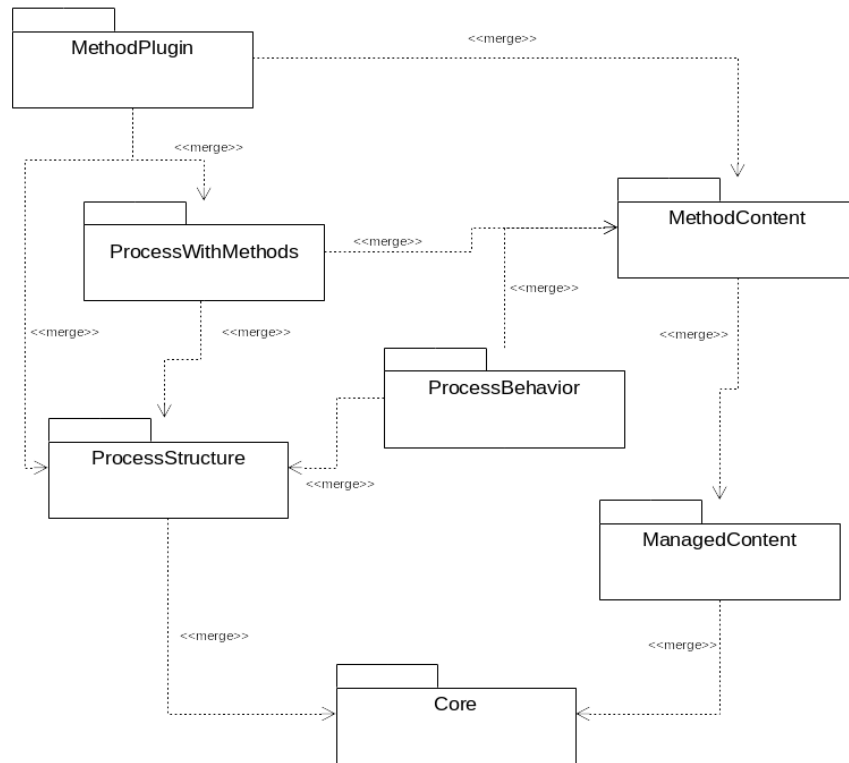 <<merge>>
MethodPlugin
<<merge>>
MethodContent
ProcessWithMethods
<<merge>>
<<merge>>
<<merge>>
<<merge>>
<<merge>>
ProcessBehavior
ProcessStructure
<<merge>>
ManagedContent
<<merge>>
<<merge>>
Core